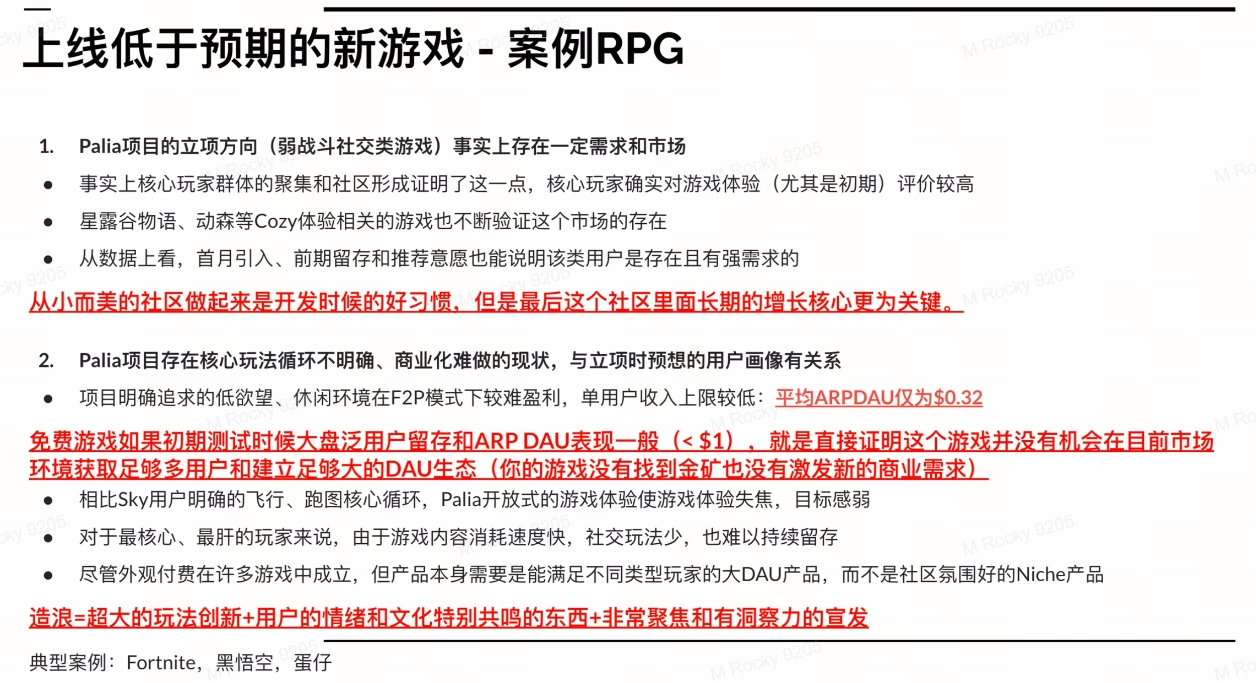 上线低于预期的新游戏 - 案例RPG
1. Palia项目的立项方向（弱战斗社交类游戏）事实上存在一定需求和市场
● 事实上核心玩家群体的聚集和社区形成证明了这一点，核心玩家确实对游戏体验（尤其是初期）评价较高
● 星露谷物语、动森等Cozy体验相关的游戏也不断验证这个市场的存在
● 从数据上看，首月引入、前期留存和推荐意愿也能说明该类用户是存在且有强需求的
从小而美的社区做起来是开发时候的好习惯，但是最后这个社区里面长期的增长核心更为关键。
2. Palia项目存在核心玩法循环不明确、商业化难做的现状，与立项时预想的用户画像有关系
● 项目明确追求的低欲望、休闲环境在F2P模式下较难盈利，单用户收入上限较低：平均ARPDAU仅为$0.32
免费游戏如果初期测试时候大盘泛用户留存和ARP DAU表现一般（< $1），就是直接证明这个游戏并没有机会在目前市场
环境获取足够多用户和建立足够大的DAU生态（你的游戏没有找到金矿也没有激发新的商业需求）
● 相比Sky用户明确的飞行、跑图核心循环，Palia开放式的游戏体验使游戏体验失焦，目标感弱
● 对于最核心、最肝的玩家来说，由于游戏内容消耗速度快，社交玩法少，也难以持续留存
● 尽管外观付费在许多游戏中成立，但产品本身需要是能满足不同类型玩家的大DAU产品，而不是社区氛围好的Niche产品
造浪=超大的玩法创新+用户的情绪和文化特别共鸣的东西+非常聚焦和有洞察力的宣发
典型案例：Fortnite，黑悟空，蛋仔
M Rocky 9205